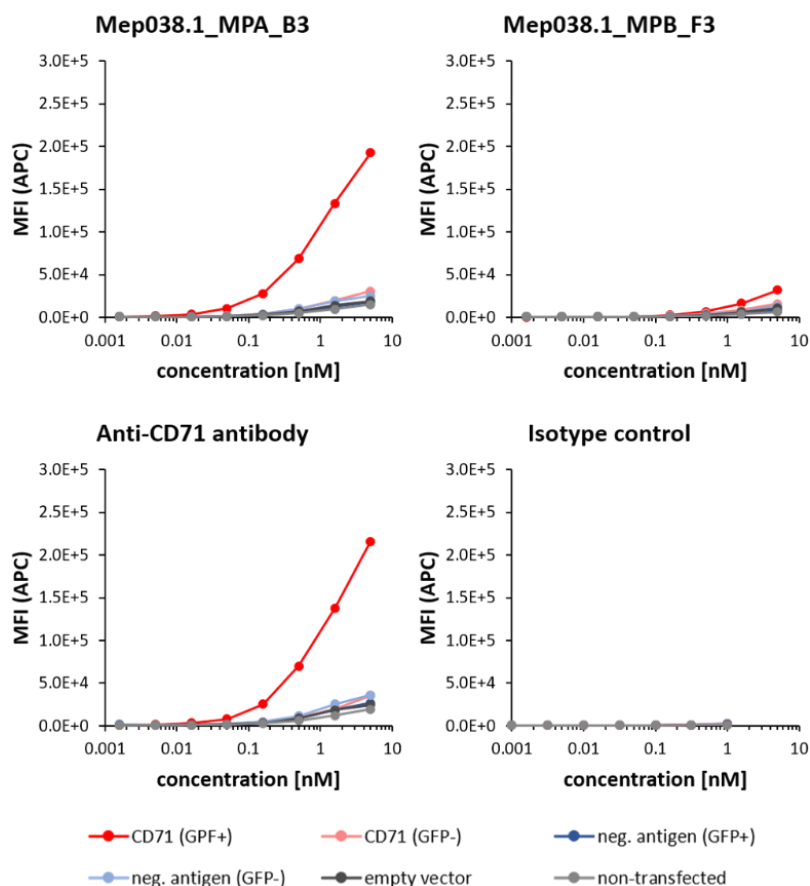 Mep038.1_MPA_B3
3.0E+5
2.5E+5
2.0E+5
1.5E+5
1.0E+5
5.0E+4
0.0E+0
MFI (APC)
0.001 0.01 0.1 1 10
concentration [nM]
Mep038.1_MPB_F3
3.0E+5
2.5E+5
2.0E+5
1.5E+5
1.0E+5
5.0E+4
0.0E+0
MFI (APC)
0.001 0.01 0.1 1 10
concentration [nM]
Anti-CD71 antibody
3.0E+5
2.5E+5
2.0E+5
1.5E+5
1.0E+5
5.0E+4
0.0E+0
MFI (APC)
0.001 0.01 0.1 1 10
concentration [nM]
Isotype control
3.0E+5
2.5E+5
2.0E+5
1.5E+5
1.0E+5
5.0E+4
0.0E+0
MFI (APC)
0.001 0.01 0.1 1 10
concentration [nM]
CD71 (GPF+) CD71 (GFP-) neg. antigen (GFP+)
neg. antigen (GFP-) empty vector non-transfected